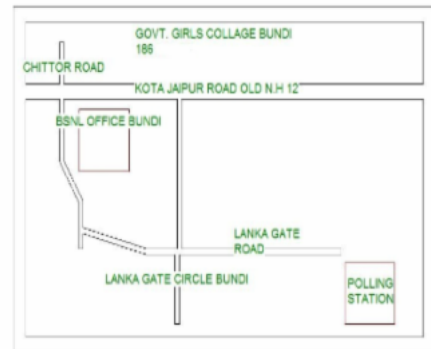 GOVT. GIRLS COLLAGE BUNDI
186
CHITTOR ROAD
KOTA JAIPUR ROAD OLD N.H 12
BSNL OFFICE BUNDI
LANKA GATE
ROAD
LANKA GATE CIRCLE BUNDI
POLLING
STATION